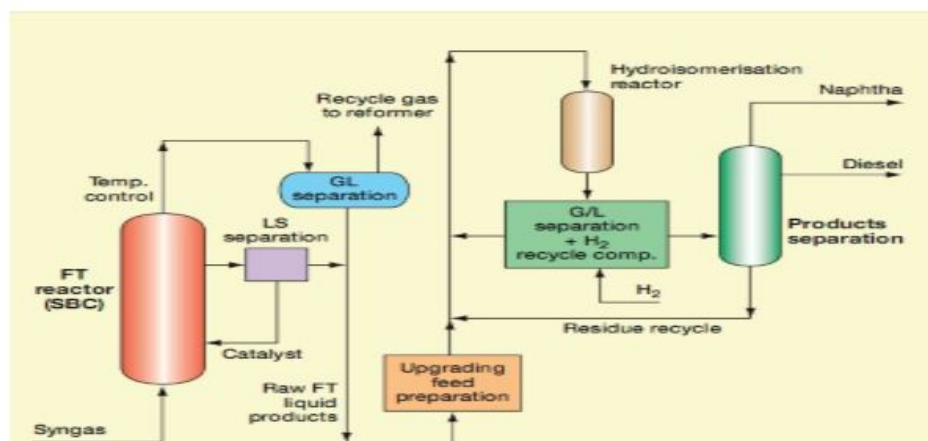 Recycle gas
to reformer
Temp.
control
GL
separation
LS
separation
FT
reactor
(SBC)
Catalyst
Raw FT
liquid
products
Syngas
Hydroisomerisation
reactor
Naphtha
Diesel
G/L
separation
+ H2
recycle comp.
Products
separation
H2
Residue recycle
Upgrading
feed
preparation